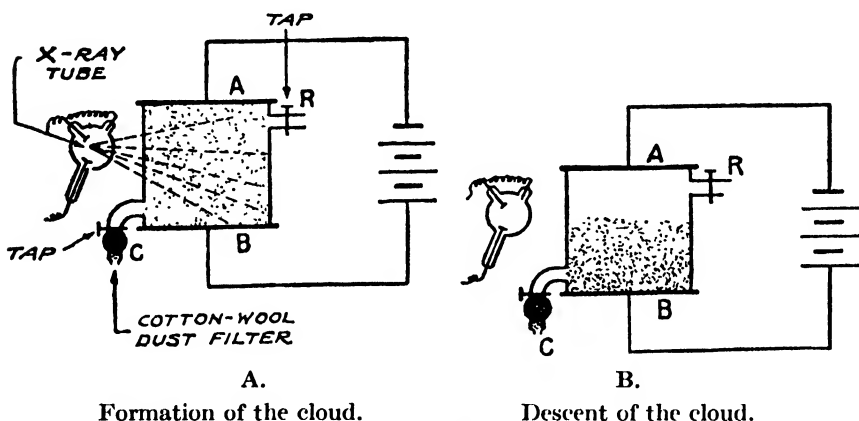 TAP
X-RAY
TUBE
A
R
TAP
C
B
COTTON-WOOL
DUST FILTER
A.
Formation of the cloud.
A
R
B
C
B.
Descent of the cloud.